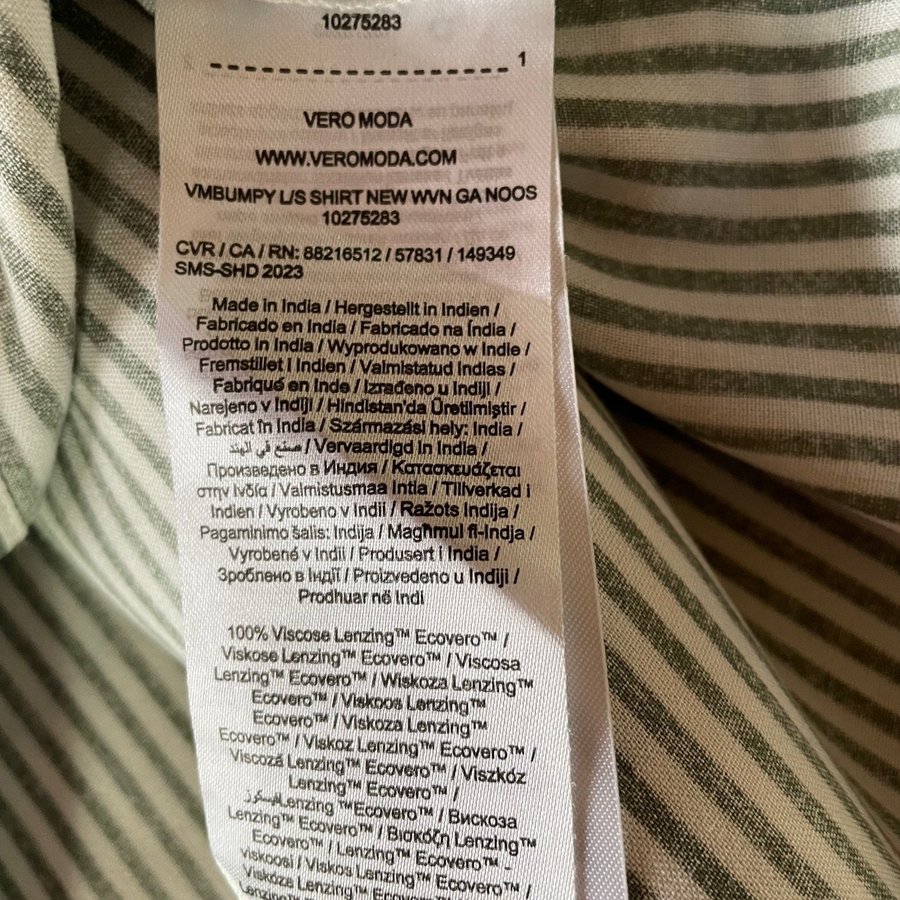 10275283
1
VERO MODA
WWW.VEROMODA.COM
VMBUMPY L/S SHIRT NEW WVN GA NOOS
10275283
CVR / CA / RN: 88216512 / 57831 / 149349
SMS-SHD 2023
Made in India / Hergestellt in Indien /
Fabricado en India / Fabricado na Índia /
Prodotto in India / Wyprodukowano w Indie /
Fremstillet i Indien / Valmistatud Indias /
Fabriqué en Inde / Izrađeno u Indiji /
Narejeno v Indiji / Hindistan'da Üretilmiştir /
Fabricat în India / Származási hely: India /
صنع في الهند / Vervaardigd in India /
Произведено в Индия / Κατασκευάζεται
στην Ινδία / Valmistusmaa Intia / Tillverkad i
Indien / Vyrobeno v Indii / Ražots Indija /
Pagaminimo šalis: Indija / Magħmul fl-Indja /
Vyrobené v Indii / Produsert i India /
Зроблено в Індії / Proizvedeno u Indiji /
Prodhuar në Indi
100% Viscose Lenzing™ Ecovero™ /
Viskose Lenzing™ Ecovero™ / Viscosa
Lenzing™ Ecovero™ / Wiskoza Lenzing™
Ecovero™ / Viskoos Lenzing™
Ecovero™ / Viskoza Lenzing™
Ecovero™ / Viskoz Lenzing™ Ecovero™ /
Viscoză Lenzing™ Ecovero™ / Viszkóz
Lenzing™ Ecovero™ /
فيسكوز Lenzing™ Ecovero™ / Вискоза
Lenzing™ Ecovero™ / Βισκόζη Lenzing™
Ecovero™ / Lenzing™ Ecovero™ -
viskoosi / Viskos Lenzing™ Ecovero™ /
Viskóza Lenzing™ Ecovero™
Lenzing™